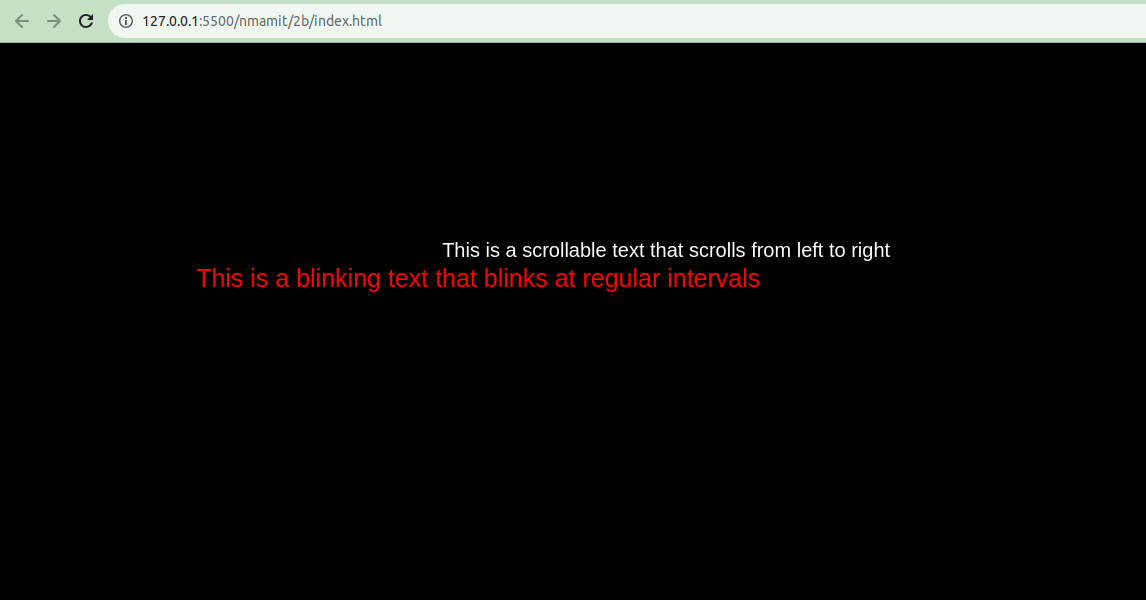 127.0.0.1:5500/nmamit/2b/index.html
This is a scrollable text that scrolls from left to right
This is a blinking text that blinks at regular intervals